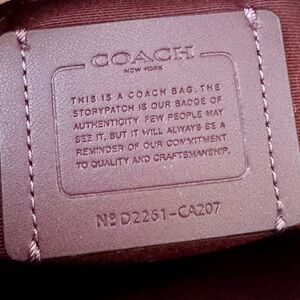 COACH
NEW YORK
THIS IS A COACH BAG. THE
STORYPATCH IS OUR BADGE OF
AUTHENTICITY. FEW PEOPLE MAY
SEE IT, BUT IT WILL ALWAYS BE A
REMINDER OF OUR COMMITMENT
TO QUALITY AND CRAFTSMANSHIP.
Nº D2261-CA207